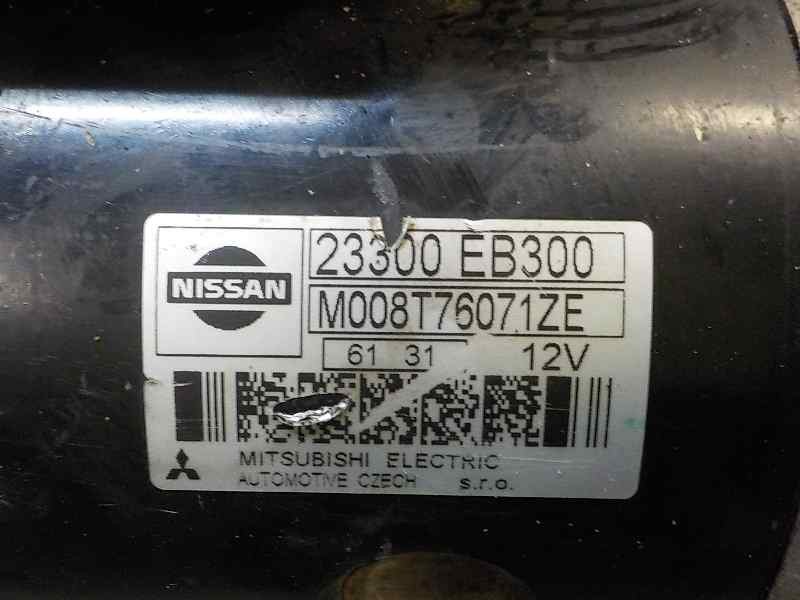 NISSAN
23300 EB300
M008T76071ZE
61 31
12V
MITSUBISHI ELECTRIC
AUTOMOTIVE CZECH s.r.o.